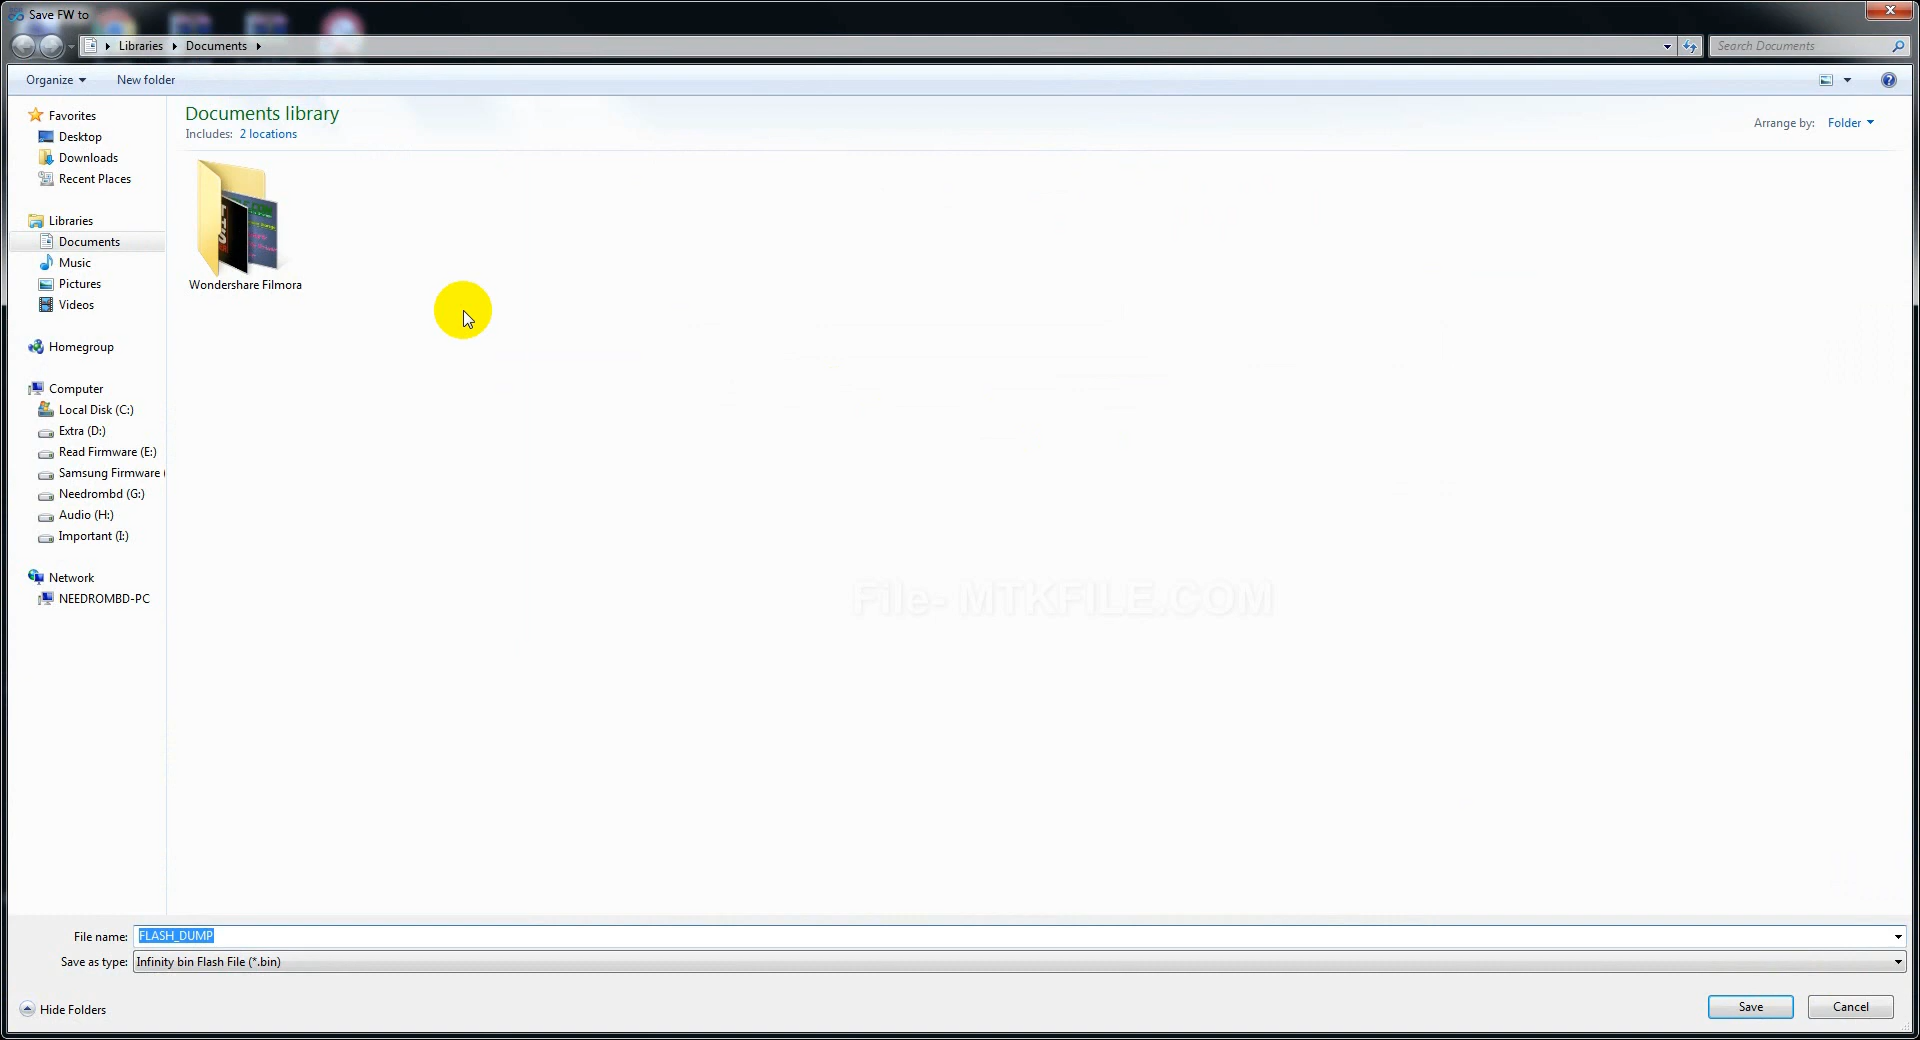 Save FW to
Libraries Documents
Search Documents
Organize New folder
Favorites
Desktop
Downloads
Recent Places
Libraries
Documents
Music
Pictures
Videos
Homegroup
Computer
Local Disk (C:)
Extra (D:)
Read Firmware (E:)
Samsung Firmware (
Needrombd (G:)
Audio (H:)
Important (I:)
Network
NEEDROMBD-PC
Documents library
Includes: 2 locations
Arrange by: Folder
Wondershare Filmora
File- MTKFILE.COM
File name: FLASH_DUMP
Save as type: Infinity bin Flash File (*.bin)
Hide Folders
Save Cancel